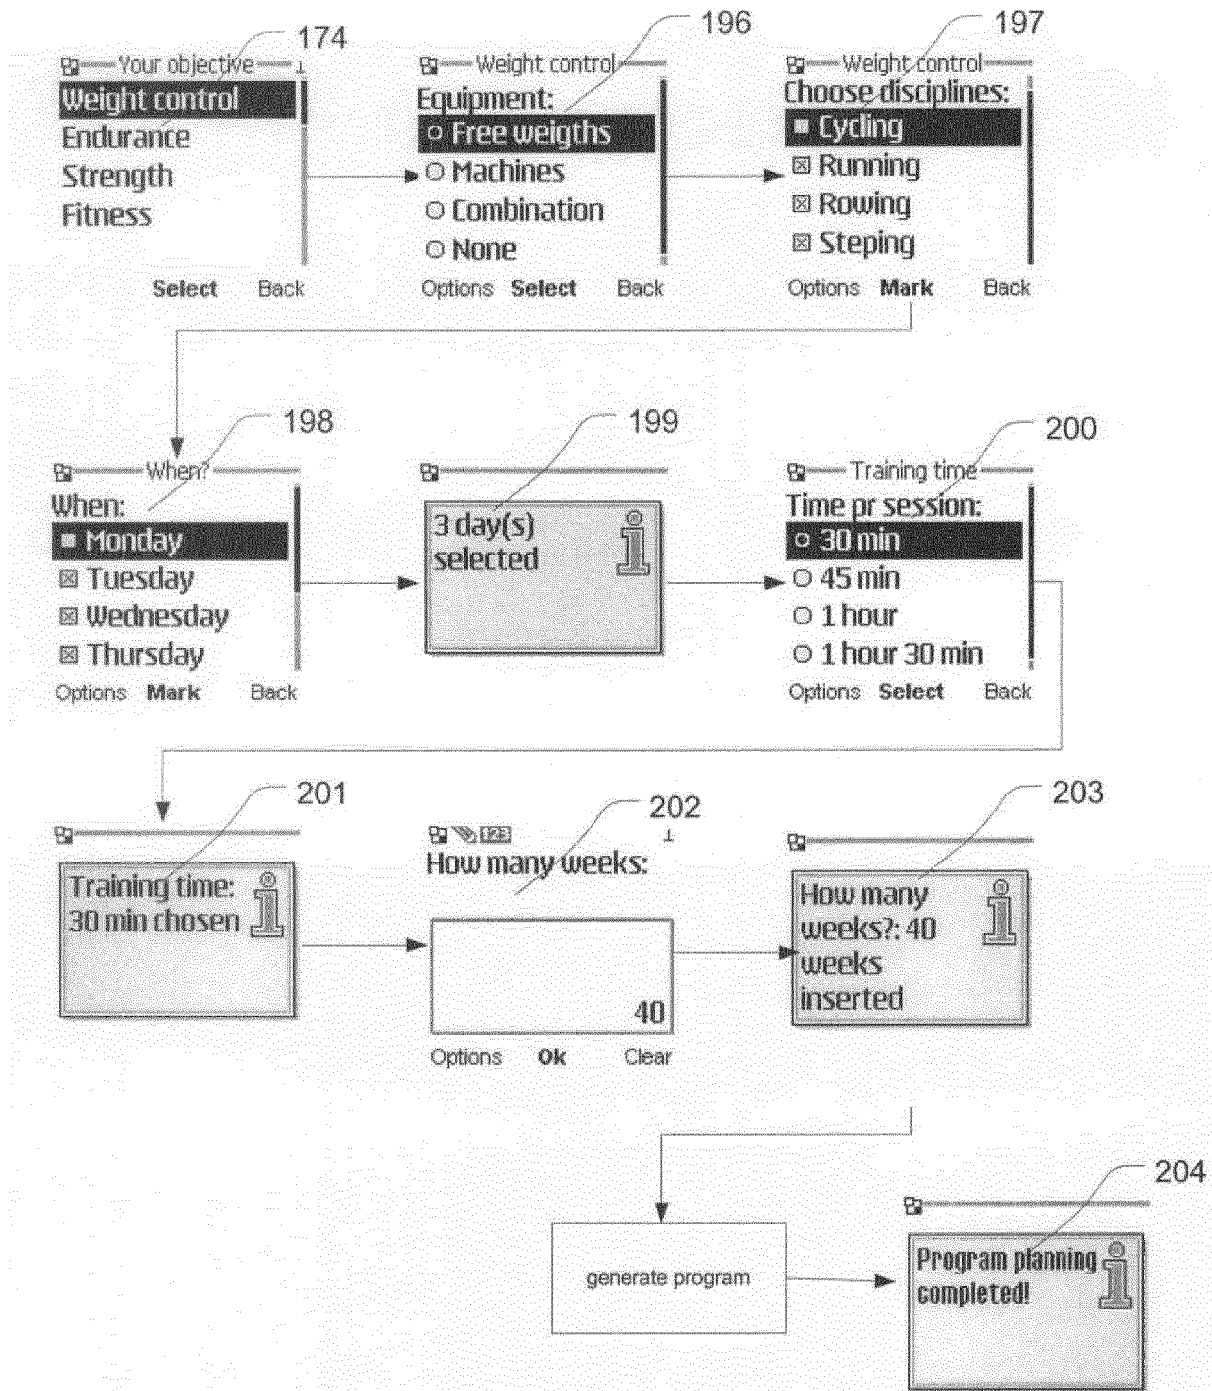 174
Your objective
Weight control
Endurance
Strength
Fitness
Select Back
196
Weight control
Equipment:
Free weigths
Machines
Combination
None
Options Select Back
197
Weight control
Choose disciplines:
Cycling
Running
Rowing
Steping
Options Mark Back
198
When?
When:
Monday
Tuesday
Wednesday
Thursday
Options Mark Back
199
3 day(s)
selected
200
Training time
Time pr session:
30 min
45 min
1 hour
1 hour 30 min
Options Select Back
201
Training time:
30 min chosen
202
How many weeks:
40
Options Ok Clear
203
How many
weeks?: 40
weeks
inserted
generate program
204
Program planning
completed!